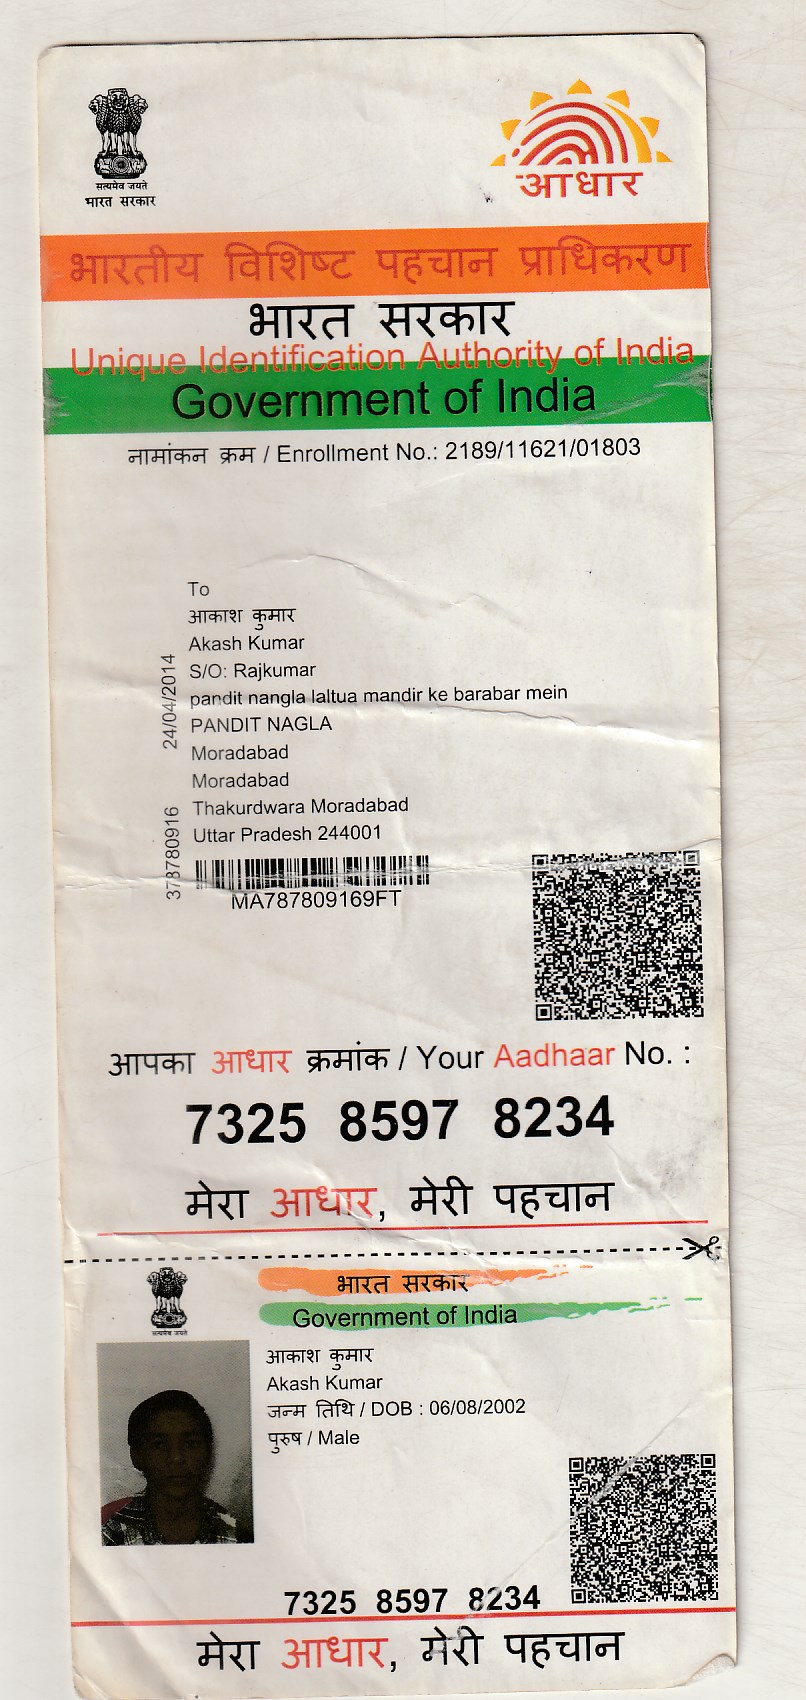 सत्यमेव जयते
भारत सरकार
आधार
भारतीय विशिष्ट पहचान प्राधिकरण
भारत सरकार
Unique Identification Authority of India
Government of India
नामांकन क्रम / Enrollment No.: 2189/11621/01803
To
आकाश कुमार
Akash Kumar
S/O: Rajkumar
pandit nangla laltua mandir ke barabar mein
PANDIT NAGLA
Moradabad
Moradabad
Thakurdwara Moradabad
Uttar Pradesh 244001
24/04/2014
378780916
MA787809169FT
आपका आधार क्रमांक / Your Aadhaar No. :
7325 8597 8234
मेरा आधार, मेरी पहचान
सत्यमेव जयते
भारत सरकार
Government of India
आकाश कुमार
Akash Kumar
जन्म तिथि / DOB : 06/08/2002
पुरुष / Male
7325 8597 8234
मेरा आधार, मेरी पहचान